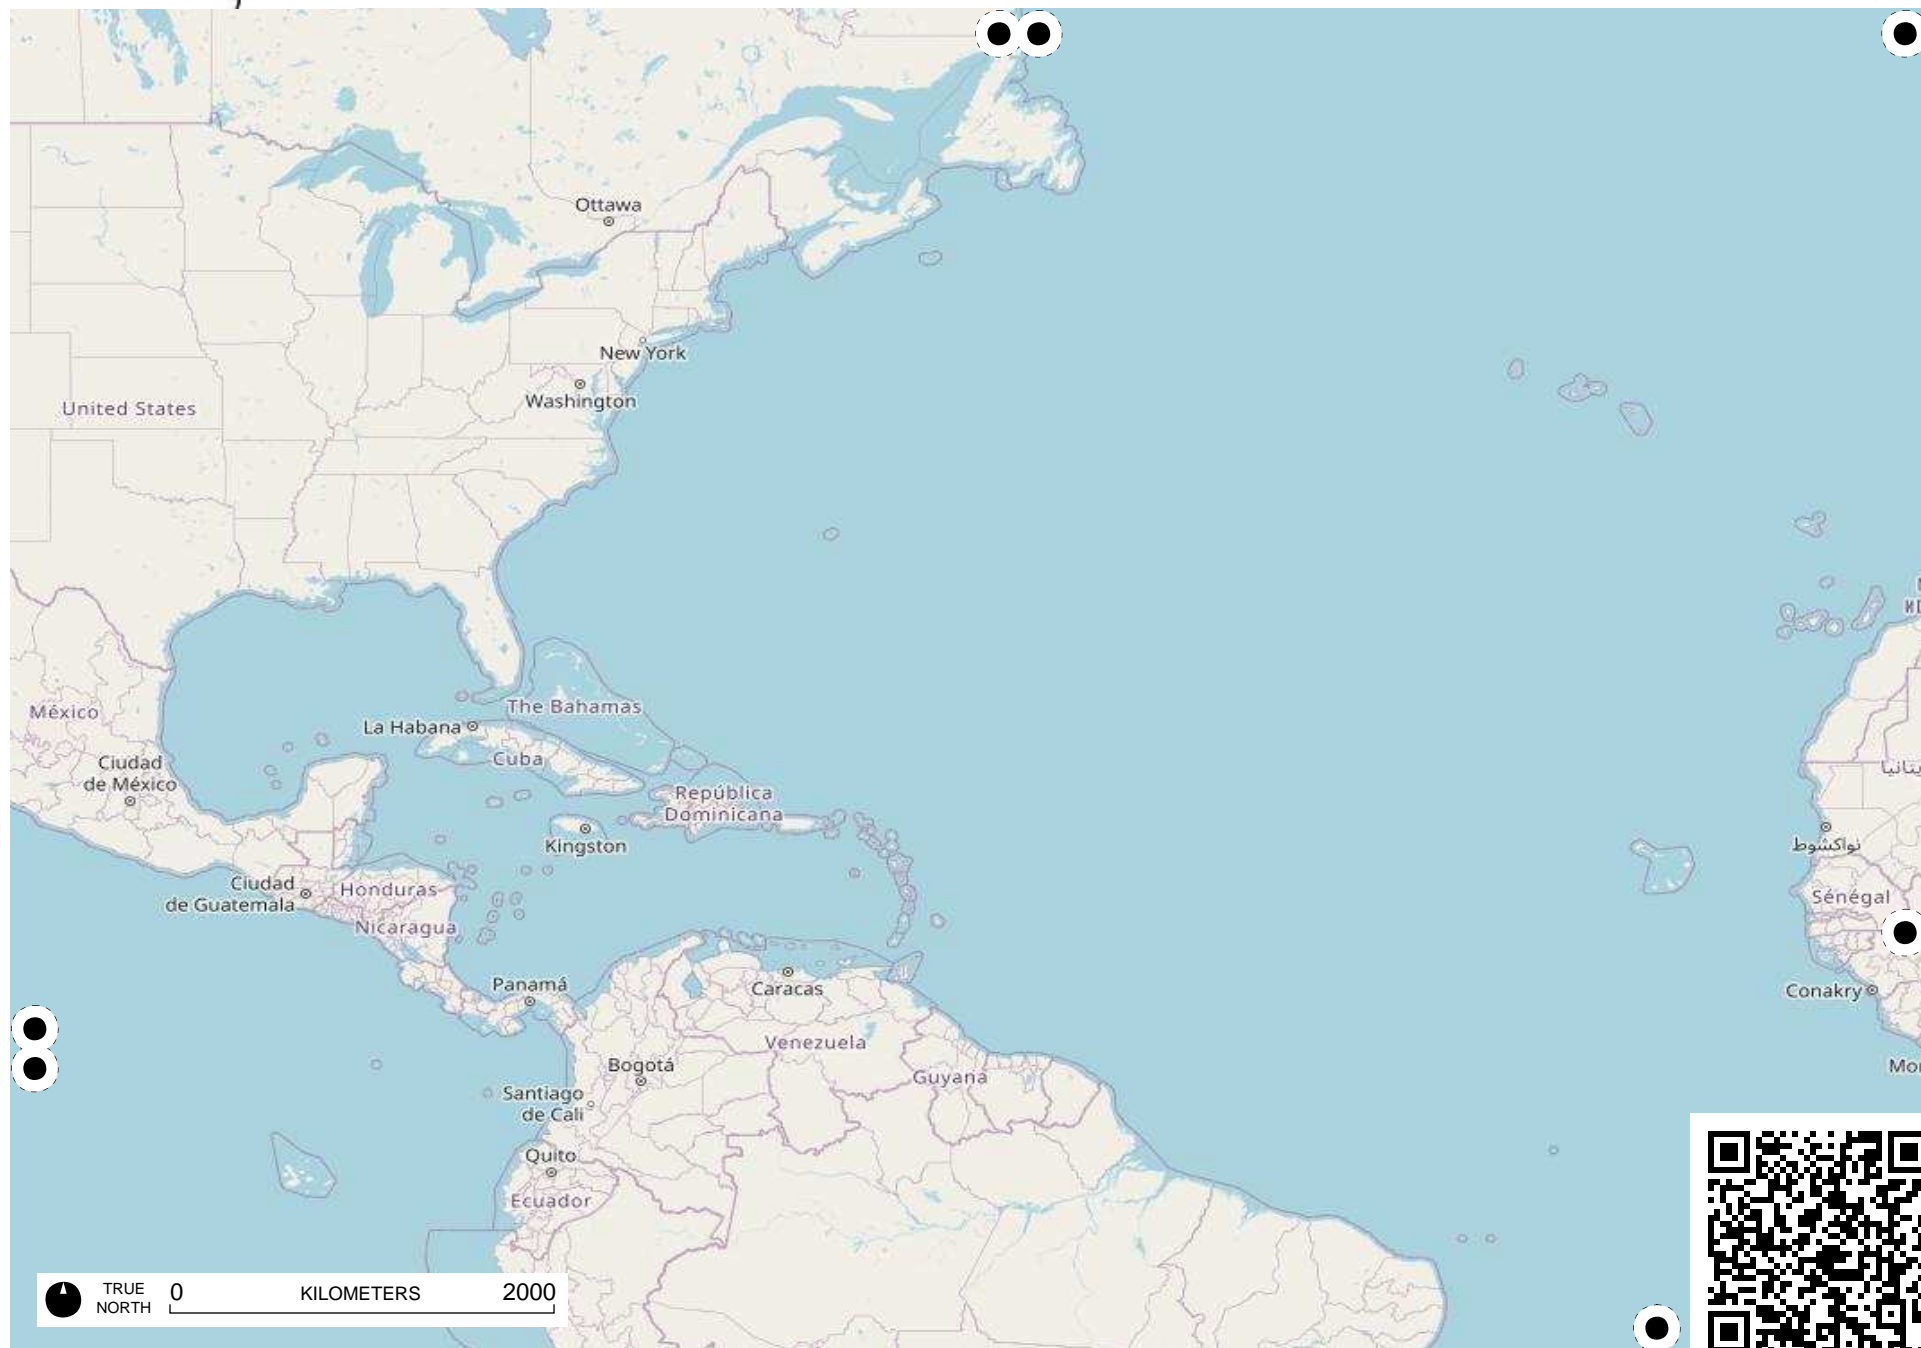 Ottawa
New York
Washington
United States
México
The Bahamas
La Habana
Cuba
Ciudad
de México
República
Dominicana
Kingston
نواكشوط
Ciudad
de Guatemala
Honduras
Nicaragua
Sénégal
Panamá
Caracas
Conakry
Venezuela
Bogotá
Guyana
Santiago
de Cali
Quito
Ecuador
TRUE
NORTH
0 KILOMETERS 2000